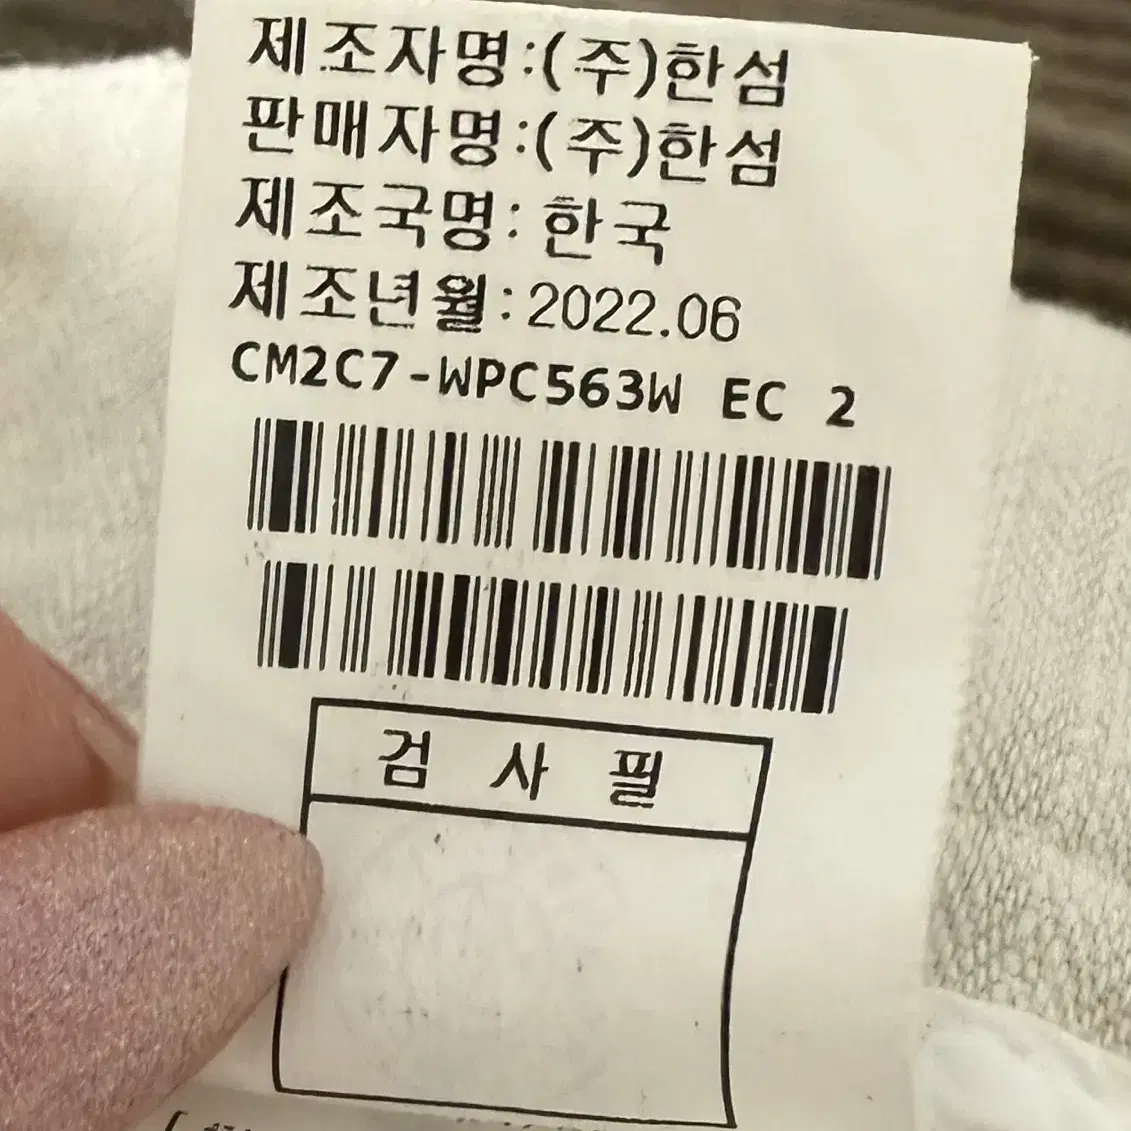 제조자명:(주)한섬
판매자명:(주)한섬
제조국명: 한국
제조년월:2022.06
CM2C7-WPC563W EC 2
검 사 필